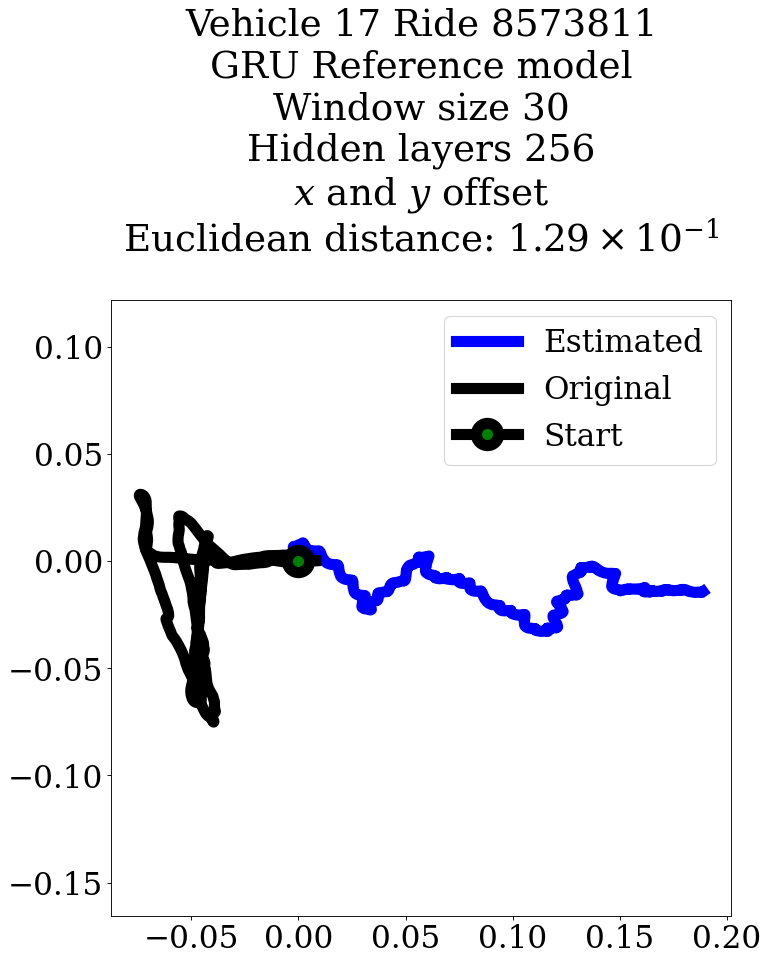 Vehicle 17 Ride 8573811
GRU Reference model
Window size 30
Hidden layers 256
x and y offset
Euclidean distance: 1.29 × 10⁻¹
Estimated
Original
Start
0.10
0.05
0.00
−0.05
−0.10
−0.15
−0.05 0.00 0.05 0.10 0.15 0.20